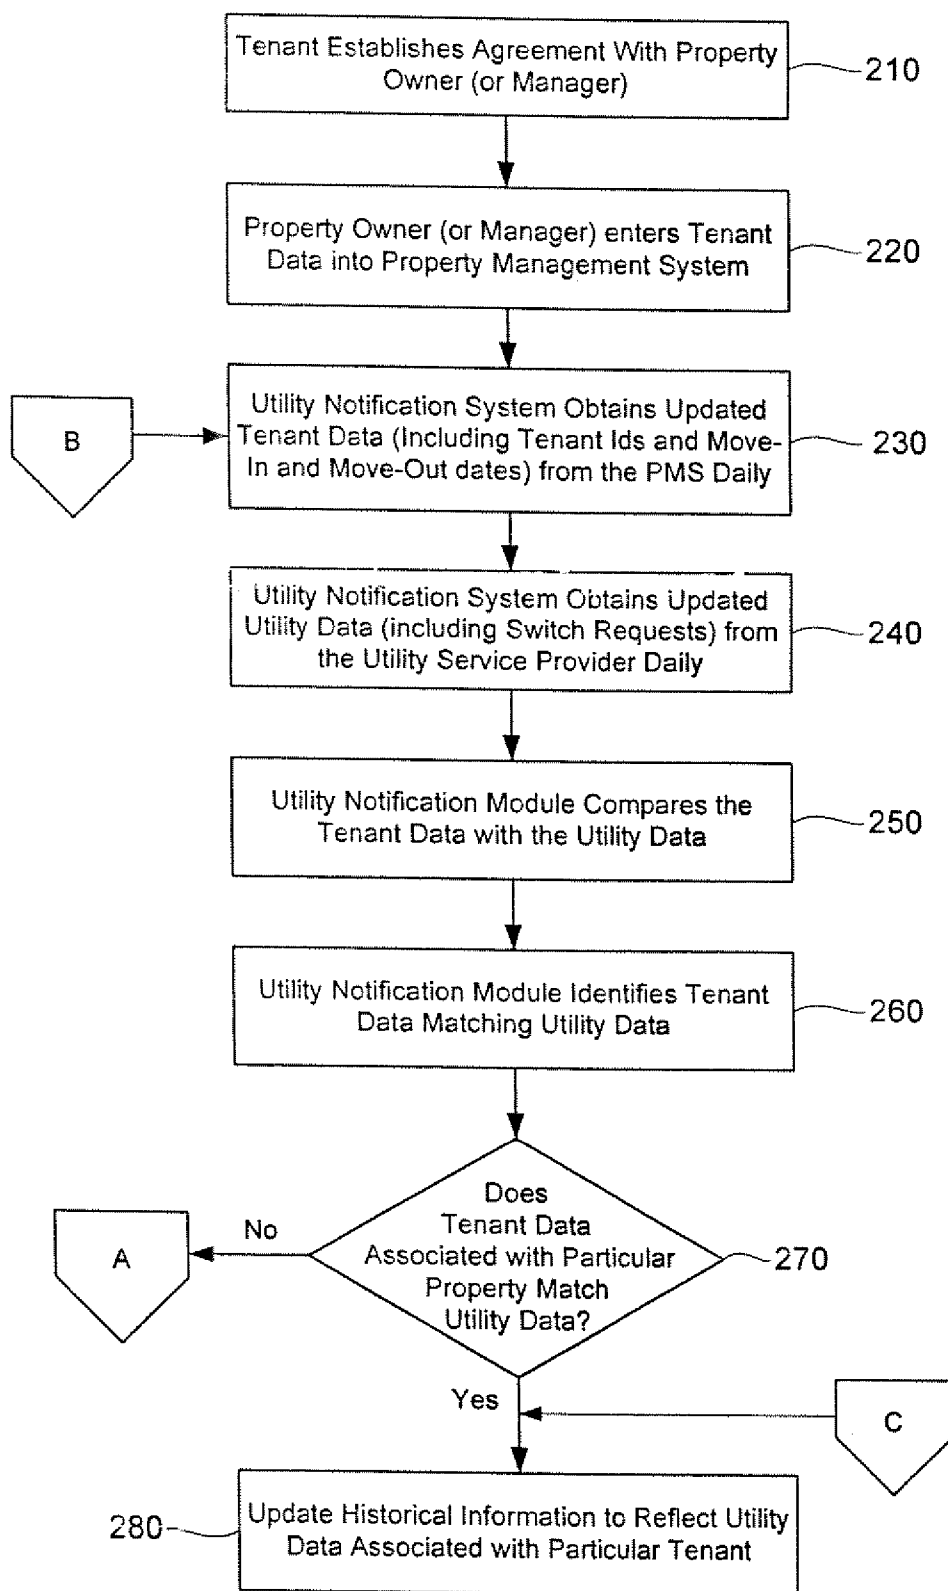 Tenant Establishes Agreement With Property
Owner (or Manager)
210
Property Owner (or Manager) enters Tenant
Data into Property Management System
220
B
Utility Notification System Obtains Updated
Tenant Data (Including Tenant Ids and Move-
In and Move-Out dates) from the PMS Daily
230
Utility Notification System Obtains Updated
Utility Data (including Switch Requests) from
the Utility Service Provider Daily
240
Utility Notification Module Compares the
Tenant Data with the Utility Data
250
Utility Notification Module Identifies Tenant
Data Matching Utility Data
260
Does
Tenant Data
Associated with Particular
Property Match
Utility Data?
270
No
A
Yes
C
280
Update Historical Information to Reflect Utility
Data Associated with Particular Tenant